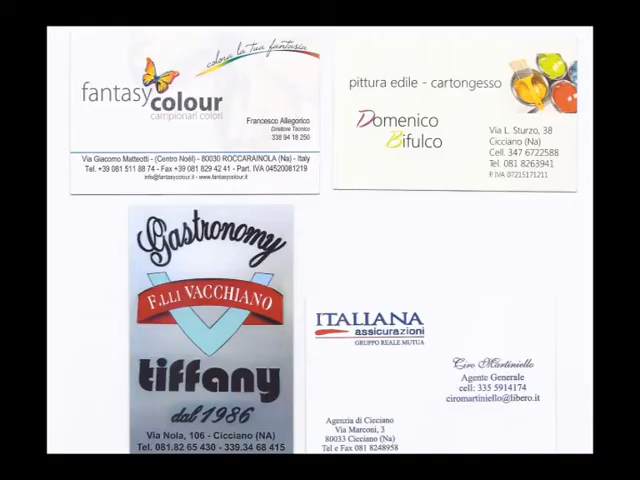 colora la tua fantasia
fantasy colour
campionari colori
Francesco Allegorico
Direttore Tecnico
338 94 18 250
Via Giacomo Matteotti - (Centro Noèl) - 80030 ROCCARAINOLA (Na) - Italy
Tel. +39 081 511 88 74 - Fax +39 081 829 42 41 - Part. IVA 04520081219
info@fantasycolour.it - www.fantasycolour.it
pittura edile - cartongesso
Domenico
Bifulco
Via L. Sturzo, 38
Cicciano (Na)
Cell. 347 6722588
Tel. 081 8263941
P. IVA 07215171211
Gastronomy
F.LLI VACCHIANO
tiffany
dal 1986
Via Nola, 106 - Cicciano (NA)
Tel. 081.82 65 430 - 339.34 68 415
ITALIANA
assicurazioni
GRUPPO REALE MUTUA
Ciro Martiniello
Agente Generale
cell: 335 5914174
ciromartiniello@libero.it
Agenzia di Cicciano
Via Marconi, 3
80033 Cicciano (Na)
Tel e Fax 081 8248958